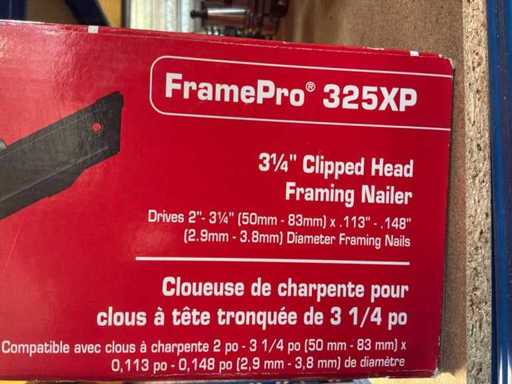 FramePro® 325XP
3¼" Clipped Head
Framing Nailer
Drives 2"- 3¼" (50mm - 83mm) x .113" - .148"
(2.9mm - 3.8mm) Diameter Framing Nails
Cloueuse de charpente pour
clous à tête tronquée de 3 1/4 po
Compatible avec clous à charpente 2 po - 3 1/4 po (50 mm - 83 mm) x
0,113 po - 0,148 po (2,9 mm - 3,8 mm) de diamètre